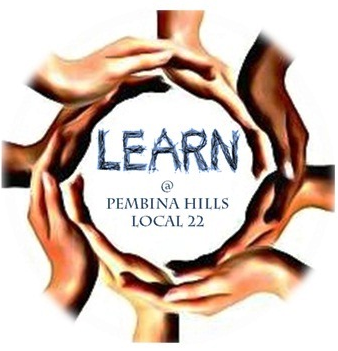 LEARN
@
PEMBINA HILLS
LOCAL 22